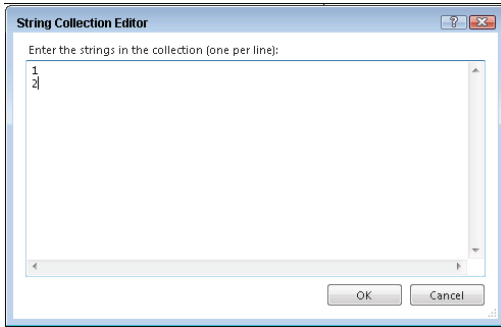 String Collection Editor
Enter the strings in the collection (one per line):
1
2
OK
Cancel